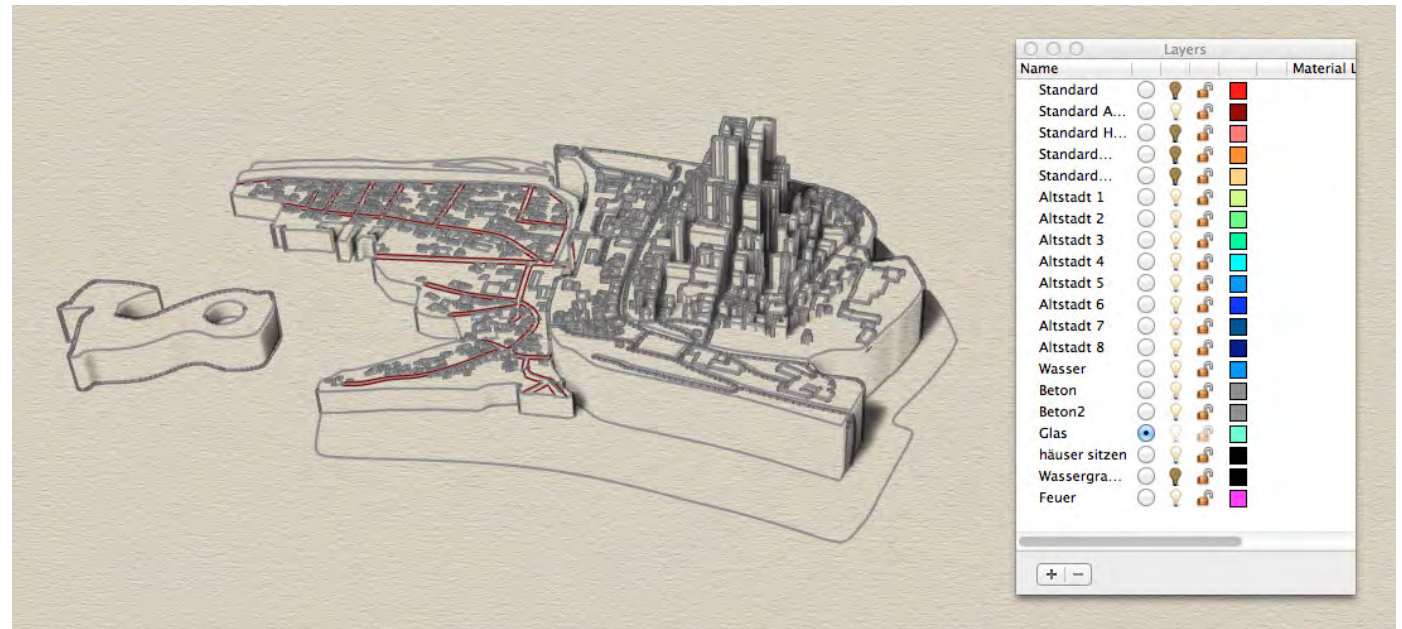 Layers
Name Material L
Standard
Standard A...
Standard H...
Standard...
Standard...
Altstadt 1
Altstadt 2
Altstadt 3
Altstadt 4
Altstadt 5
Altstadt 6
Altstadt 7
Altstadt 8
Wasser
Beton
Beton2
Glas
häuser sitzen
Wassergra...
Feuer